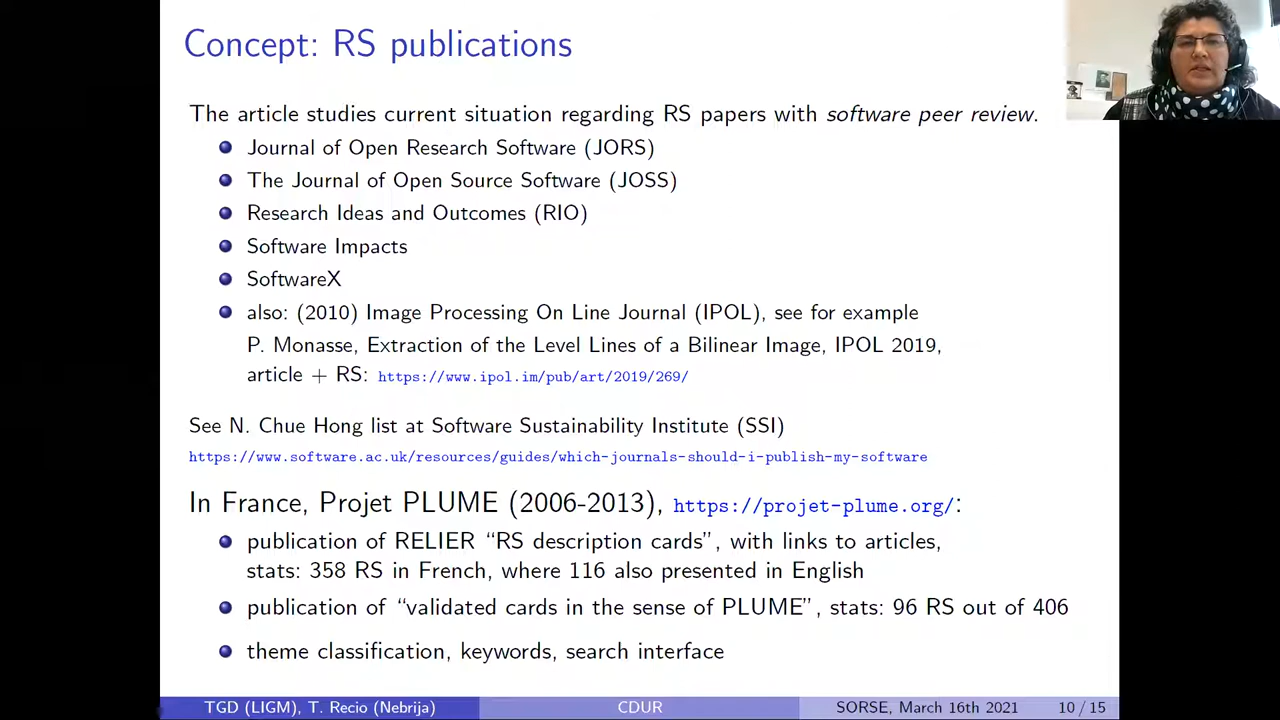 Concept: RS publications
The article studies current situation regarding RS papers with software peer review.
Journal of Open Research Software (JORS)
The Journal of Open Source Software (JOSS)
Research Ideas and Outcomes (RIO)
Software Impacts
SoftwareX
also: (2010) Image Processing On Line Journal (IPOL), see for example
P. Monasse, Extraction of the Level Lines of a Bilinear Image, IPOL 2019,
article + RS: https://www.ipol.im/pub/art/2019/269/
See N. Chue Hong list at Software Sustainability Institute (SSI)
https://www.software.ac.uk/resources/guides/which-journals-should-i-publish-my-software
In France, Projet PLUME (2006-2013), https://projet-plume.org/:
publication of RELIER “RS description cards”, with links to articles,
stats: 358 RS in French, where 116 also presented in English
publication of “validated cards in the sense of PLUME”, stats: 96 RS out of 406
theme classification, keywords, search interface
TGD (LIGM), T. Recio (Nebrija) CDUR SORSE, March 16th 2021 10 / 15